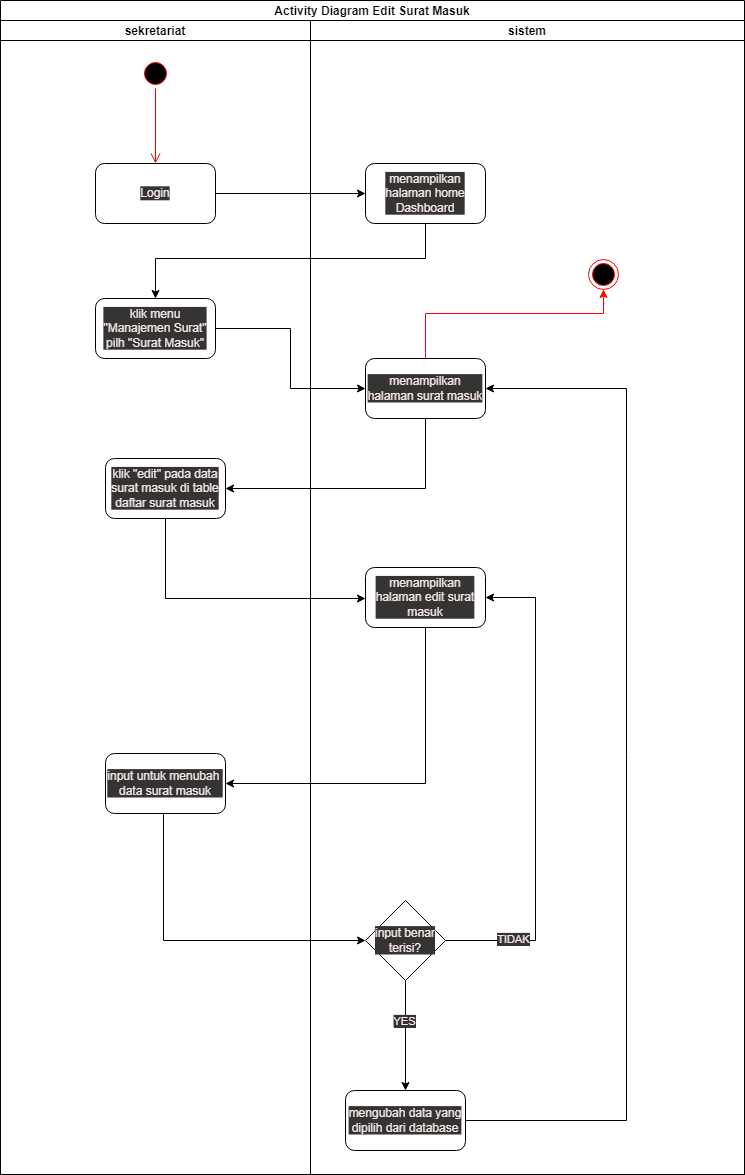 Activity Diagram Edit Surat Masuk
sekretariat
sistem
Login
menampilkan
halaman home
Dashboard
klik menu
"Manajemen Surat"
pilh "Surat Masuk"
menampilkan
halaman surat masuk
klik "edit" pada data
surat masuk di table
daftar surat masuk
menampilkan
halaman edit surat
masuk
input untuk menubah
data surat masuk
input benar
terisi?
TIDAK
YES
mengubah data yang
dipilih dari database